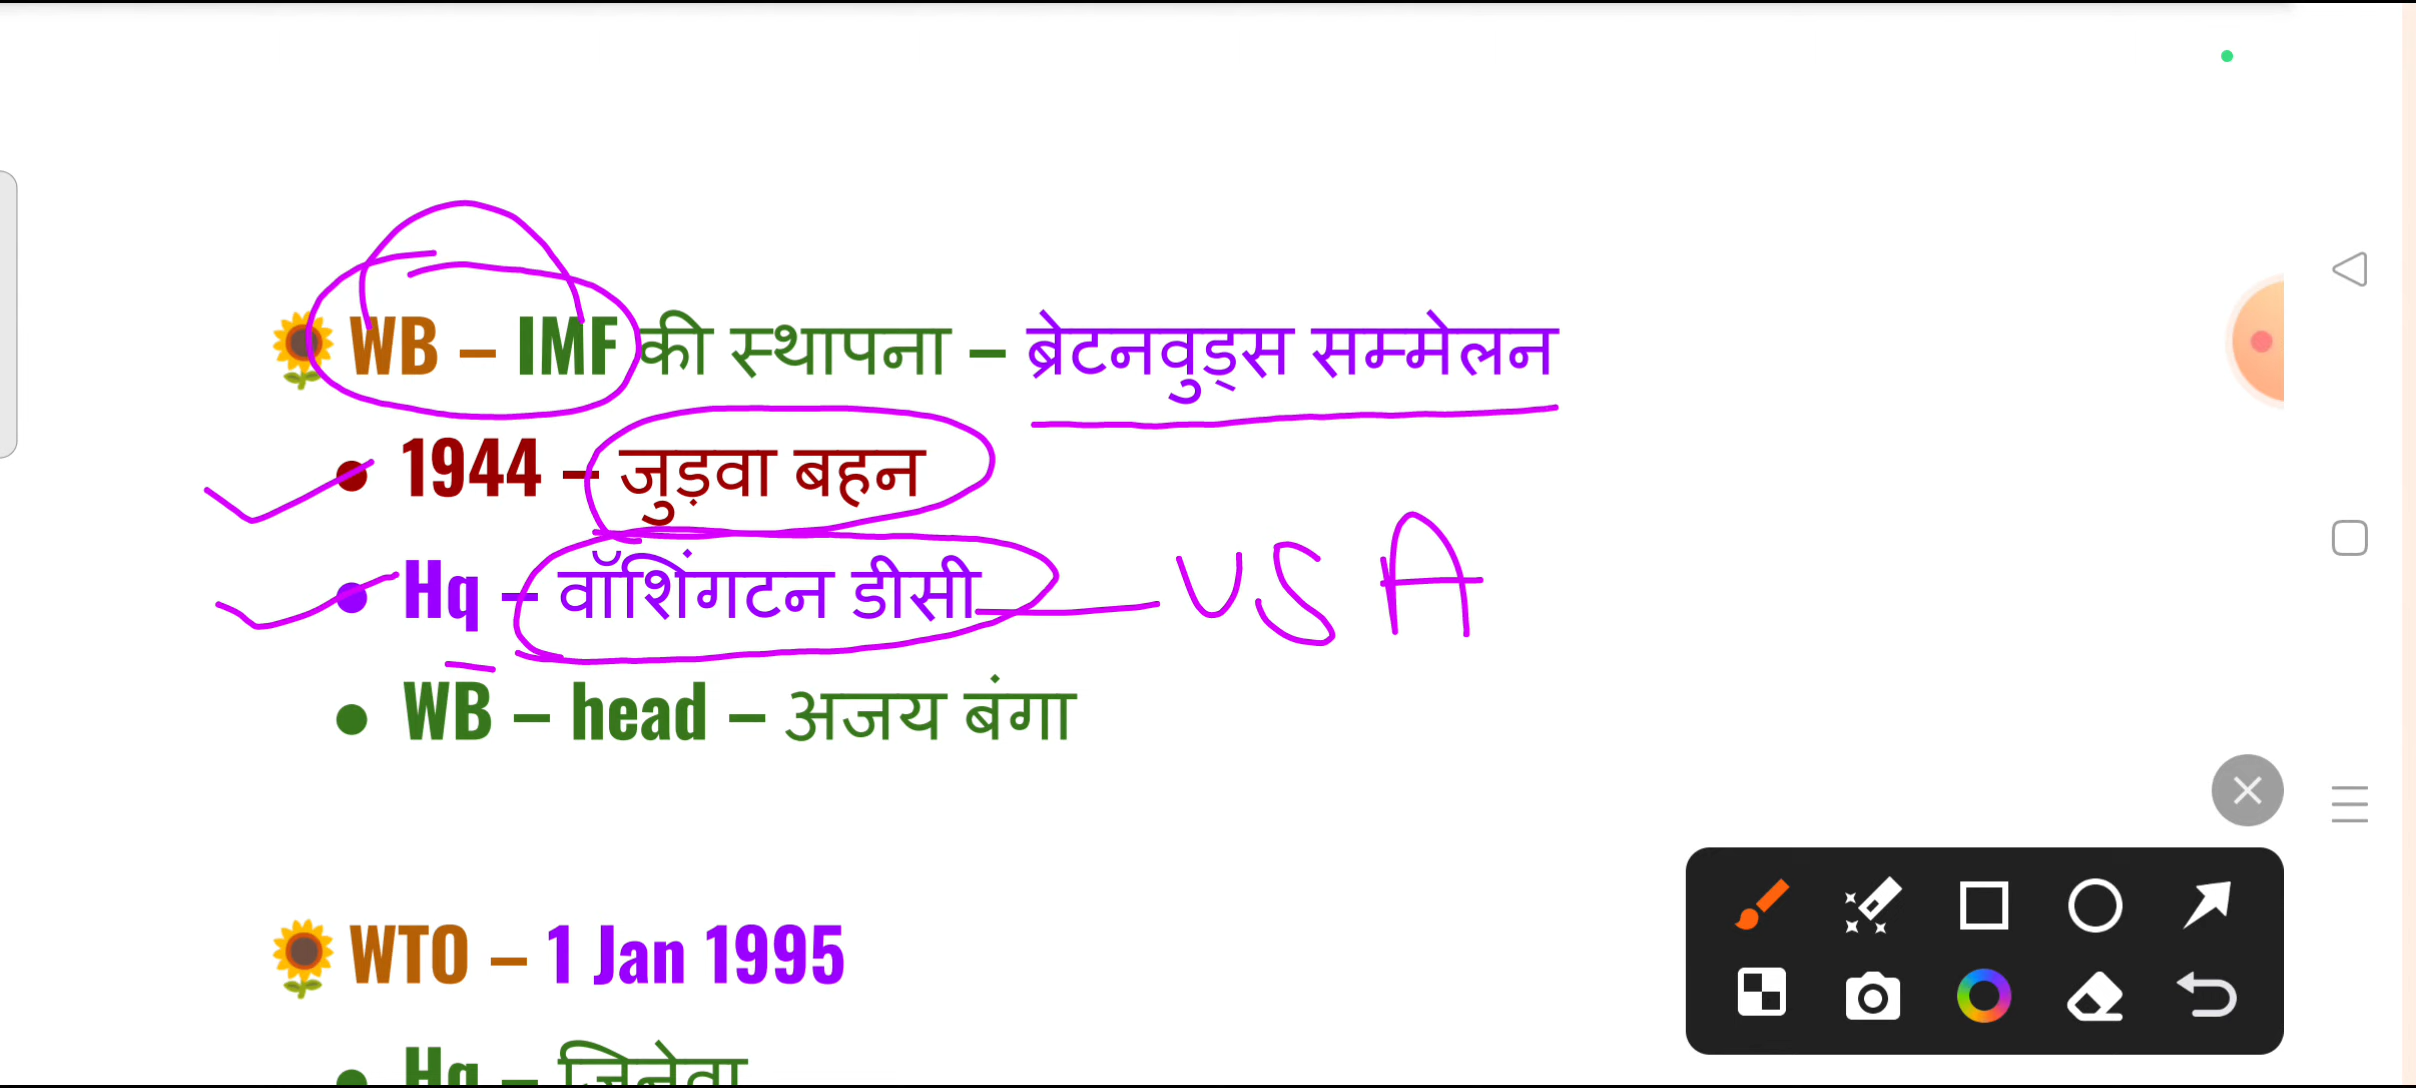 WB – IMF की स्थापना – ब्रेटनवुड्स सम्मेलन
1944 – जुड़वा बहन
Hq – वॉशिंगटन डीसी USA
WB – head – अजय बंगा
WTO – 1 Jan 1995
Hq – जिनेवा